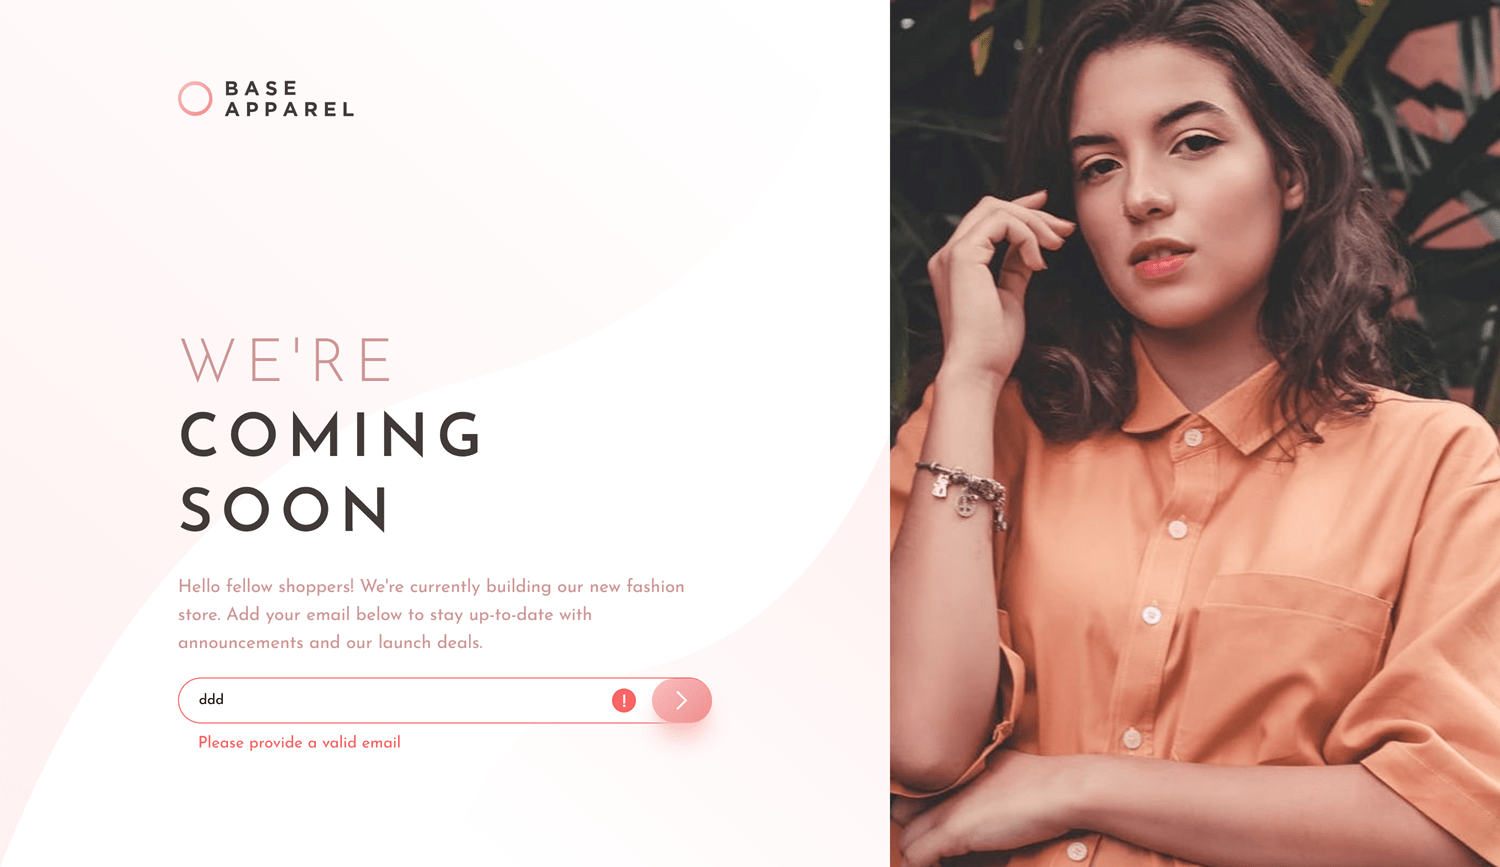 BASE
APPAREL
WE'RE
COMING
SOON
Hello fellow shoppers! We're currently building our new fashion
store. Add your email below to stay up-to-date with
announcements and our launch deals.
ddd
!
Please provide a valid email